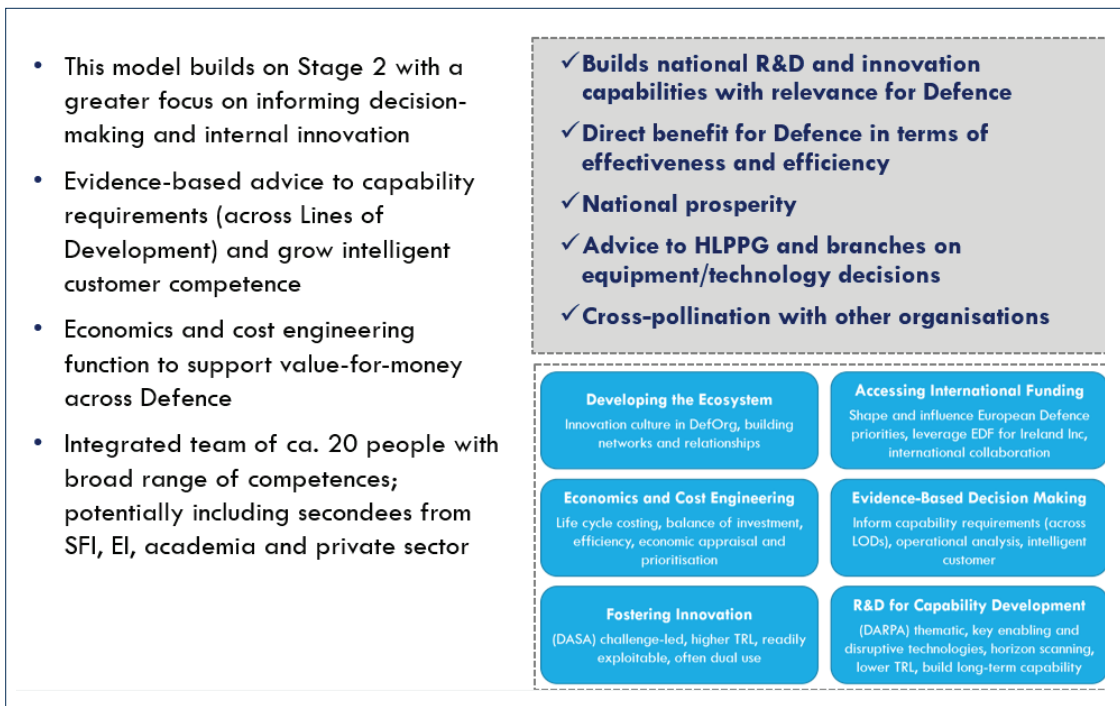 • This model builds on Stage 2 with a
greater focus on informing decision-
making and internal innovation
• Evidence-based advice to capability
requirements (across Lines of
Development) and grow intelligent
customer competence
• Economics and cost engineering
function to support value-for-money
across Defence
• Integrated team of ca. 20 people with
broad range of competences;
potentially including secondees from
SFI, EI, academia and private sector
✓Builds national R&D and innovation
capabilities with relevance for Defence
✓Direct benefit for Defence in terms of
effectiveness and efficiency
✓National prosperity
✓Advice to HLPPG and branches on
equipment/technology decisions
✓Cross-pollination with other organisations
Developing the Ecosystem
Innovation culture in DefOrg, building
networks and relationships
Accessing International Funding
Shape and influence European Defence
priorities, leverage EDF for Ireland Inc,
international collaboration
Economics and Cost Engineering
Life cycle costing, balance of investment,
efficiency, economic appraisal and
prioritisation
Evidence-Based Decision Making
Inform capability requirements (across
LODs), operational analysis, intelligent
customer
Fostering Innovation
(DASA) challenge-led, higher TRL, readily
exploitable, often dual use
R&D for Capability Development
(DARPA) thematic, key enabling and
disruptive technologies, horizon scanning,
lower TRL, build long-term capability